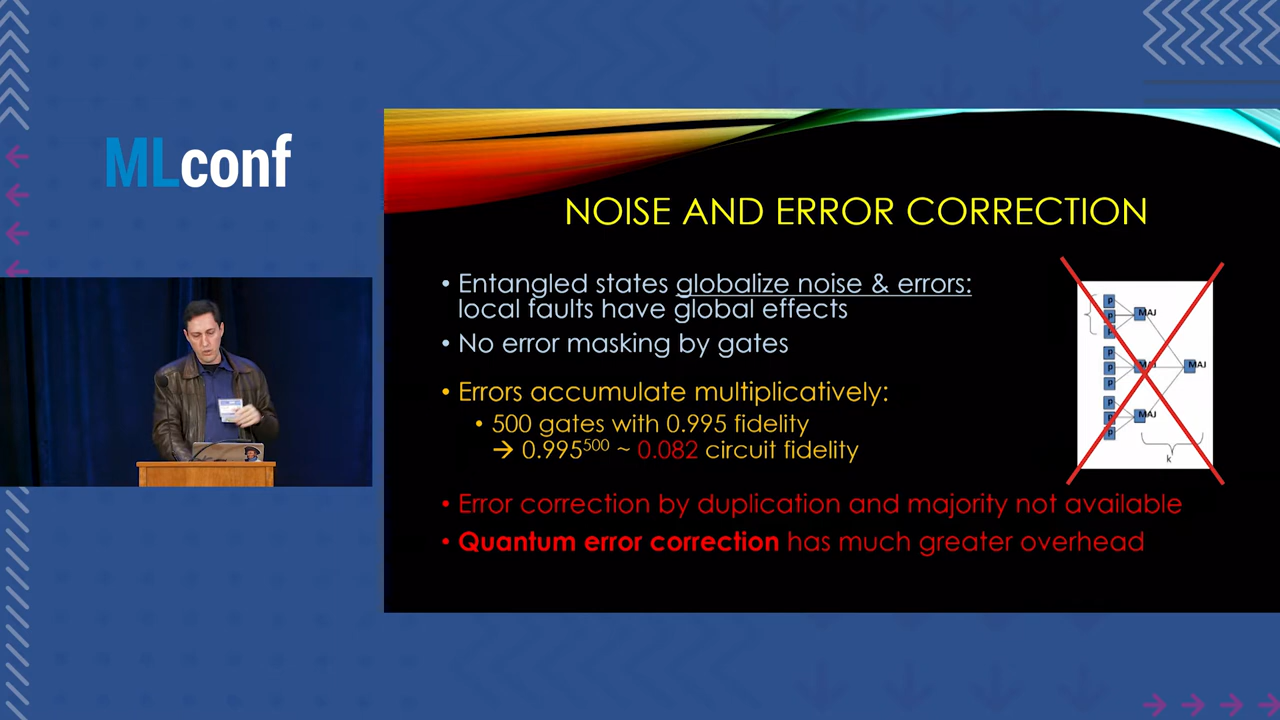 MLconf
NOISE AND ERROR CORRECTION
• Entangled states globalize noise & errors:
local faults have global effects
• No error masking by gates
• Errors accumulate multiplicatively:
• 500 gates with 0.995 fidelity
→ 0.995⁵⁰⁰ ~ 0.082 circuit fidelity
• Error correction by duplication and majority not available
• Quantum error correction has much greater overhead
p
p
p
MAJ
p
p
p
MAJ
MAJ
p
p
p
MAJ
k